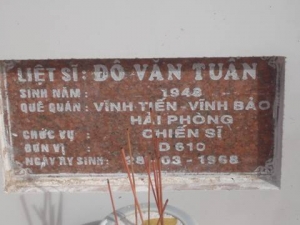 LIỆT SĨ: ĐỖ VĂN TUÂN
SINH NĂM : 1948
QUÊ QUÁN : VĨNH TIẾN-VĨNH BẢO
HẢI PHÒNG
CHỨC VỤ : CHIẾN SĨ
ĐƠN VỊ : D 610
NGÀY HY SINH: 28-03-1968